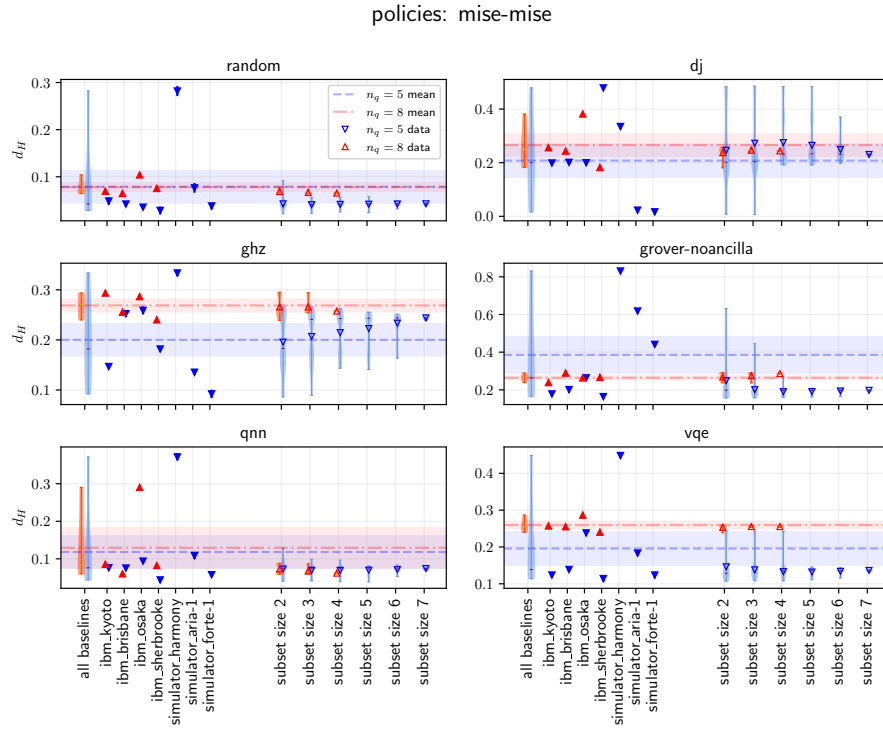 policies: mise-mise
random
dj
0.3
0.2
0.1
d_H
n_q = 5 mean
n_q = 8 mean
n_q = 5 data
n_q = 8 data
0.4
0.2
0.0
ghz
grover-noancilla
0.3
0.2
0.1
d_H
0.8
0.6
0.4
0.2
qnn
vqe
0.3
0.2
0.1
d_H
0.4
0.3
0.2
0.1
all baselines
ibm_kyoto
ibm_brisbane
ibm_osaka
ibm_sherbrooke
simulator_harmony
simulator_aria-1
simulator_forte-1
subset size 2
subset size 3
subset size 4
subset size 5
subset size 6
subset size 7
all baselines
ibm_kyoto
ibm_brisbane
ibm_osaka
ibm_sherbrooke
simulator_harmony
simulator_aria-1
simulator_forte-1
subset size 2
subset size 3
subset size 4
subset size 5
subset size 6
subset size 7